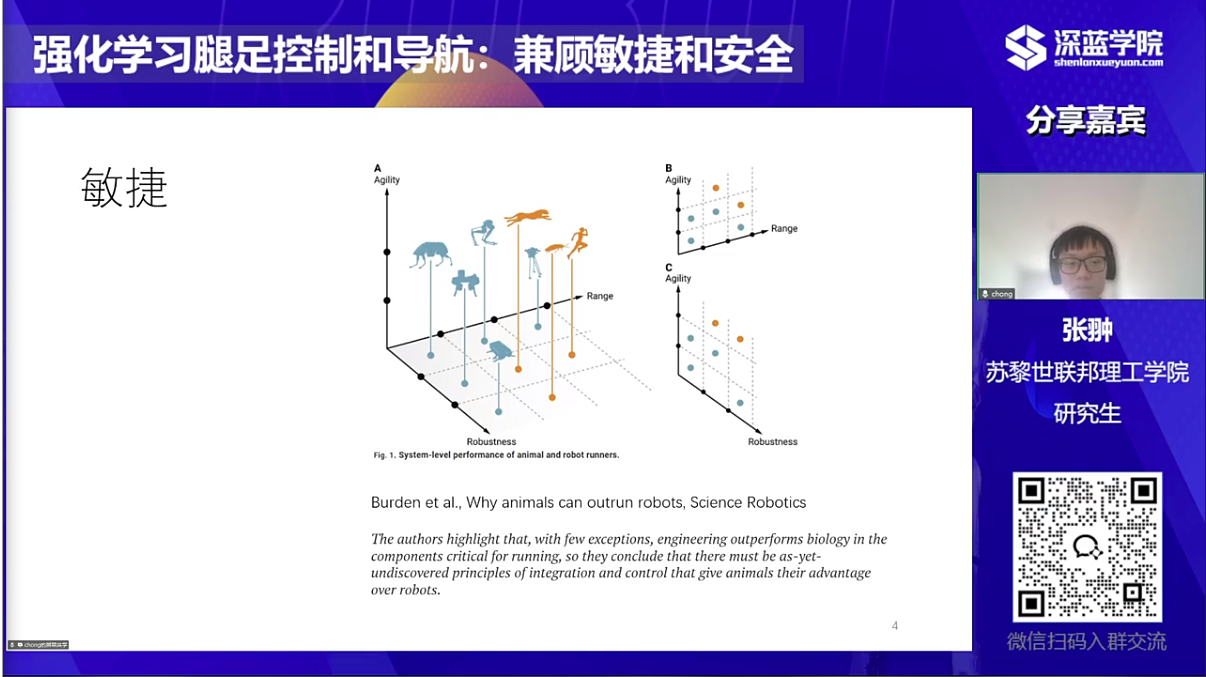 强化学习腿足控制和导航：兼顾敏捷和安全
深蓝学院
shenlanxueyuan.com
分享嘉宾
敏捷
A
Agility
Range
Robustness
Fig. 1. System-level performance of animal and robot runners.
B
Agility
Range
C
Agility
Robustness
Burden et al., Why animals can outrun robots, Science Robotics
The authors highlight that, with few exceptions, engineering outperforms biology in the
components critical for running, so they conclude that there must be as-yet-
undiscovered principles of integration and control that give animals their advantage
over robots.
4
chong的屏幕共享
chong
张翀
苏黎世联邦理工学院
研究生
微信扫码入群交流